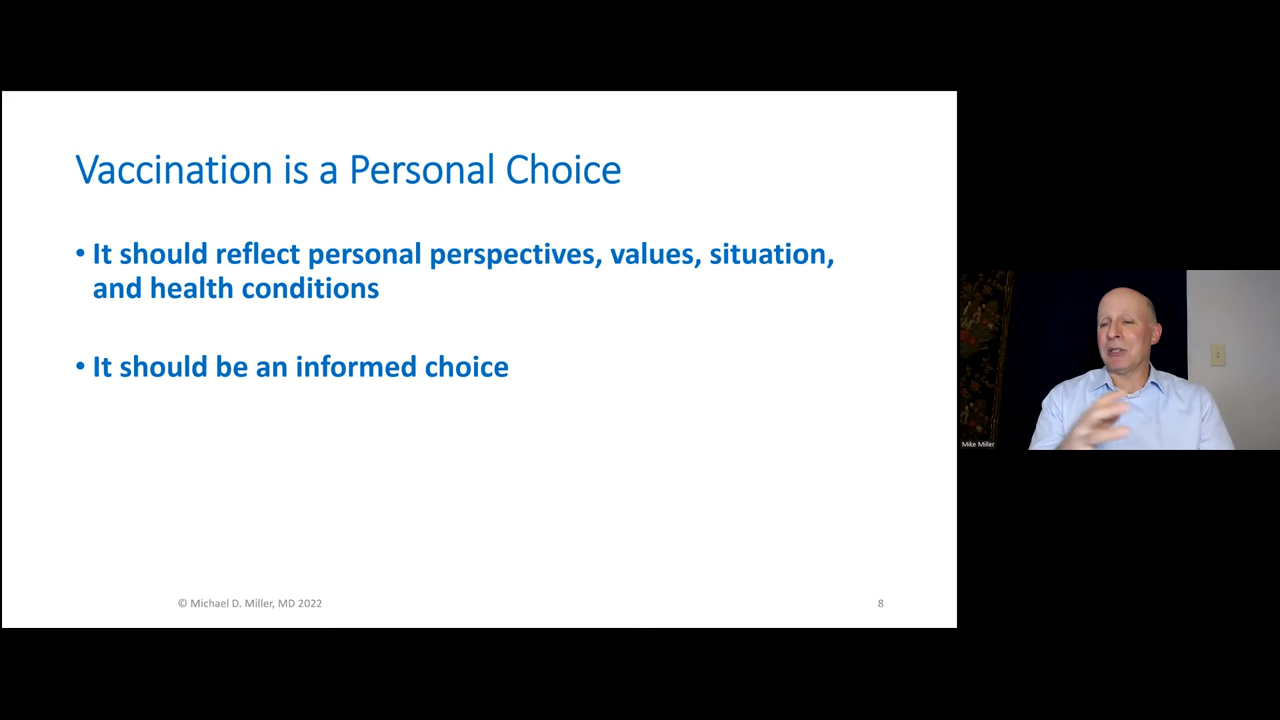 Vaccination is a Personal Choice
• It should reflect personal perspectives, values, situation,
and health conditions
• It should be an informed choice
© Michael D. Miller, MD 2022
8
Mike Miller